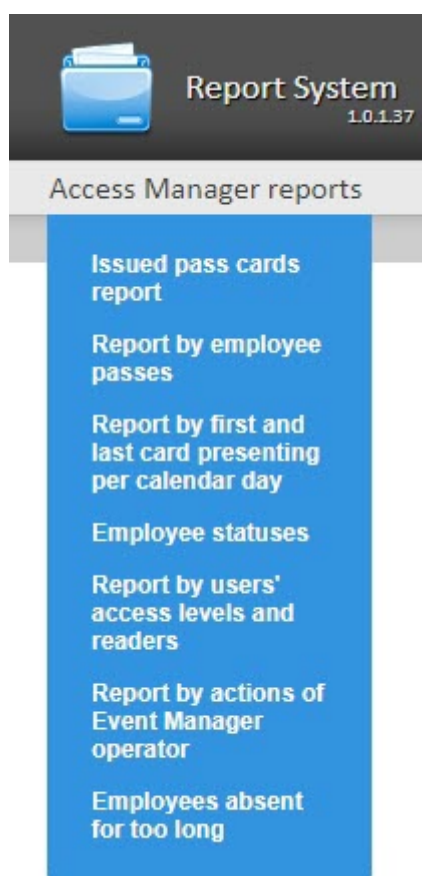 Report System
1.0.1.37
Access Manager reports
Issued pass cards
report
Report by employee
passes
Report by first and
last card presenting
per calendar day
Employee statuses
Report by users'
access levels and
readers
Report by actions of
Event Manager
operator
Employees absent
for too long